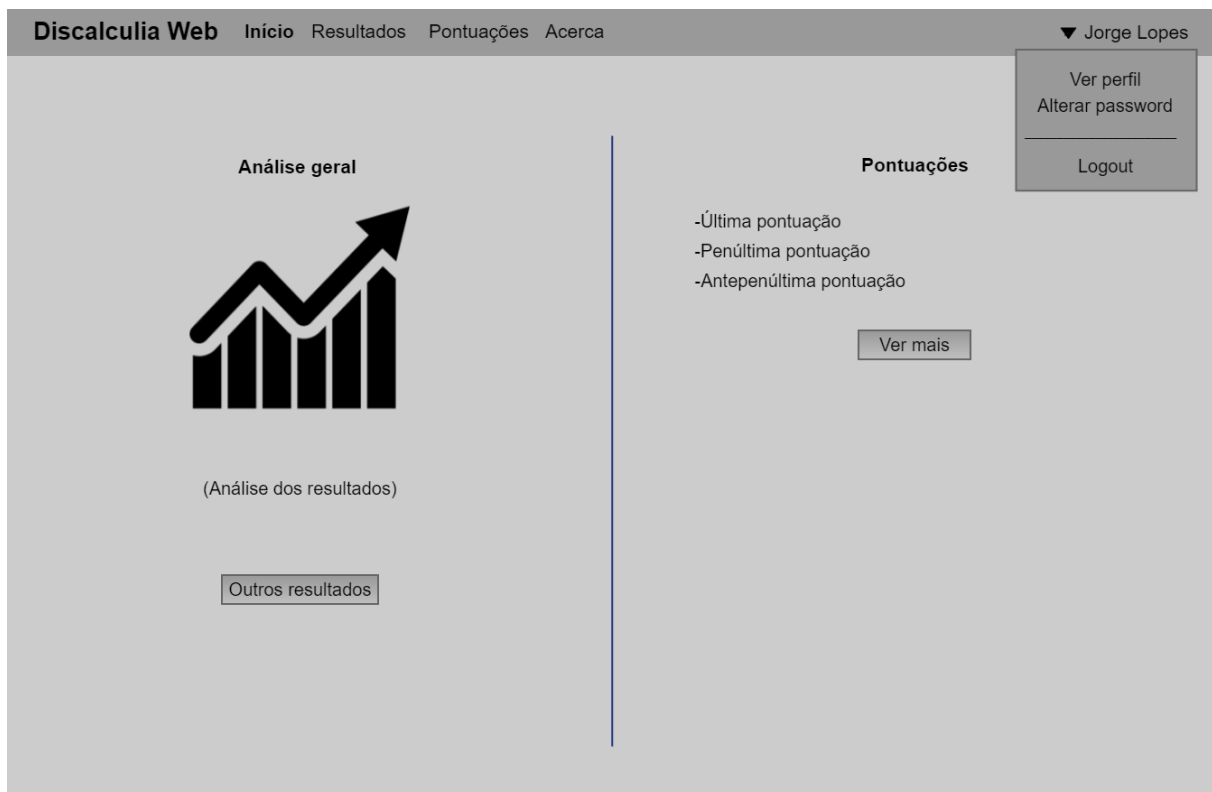 Discalculia Web Início Resultados Pontuações Acerca Jorge Lopes
Ver perfil
Alterar password
Logout
Análise geral
(Análise dos resultados)
Outros resultados
Pontuações
-Última pontuação
-Penúltima pontuação
-Antepenúltima pontuação
Ver mais